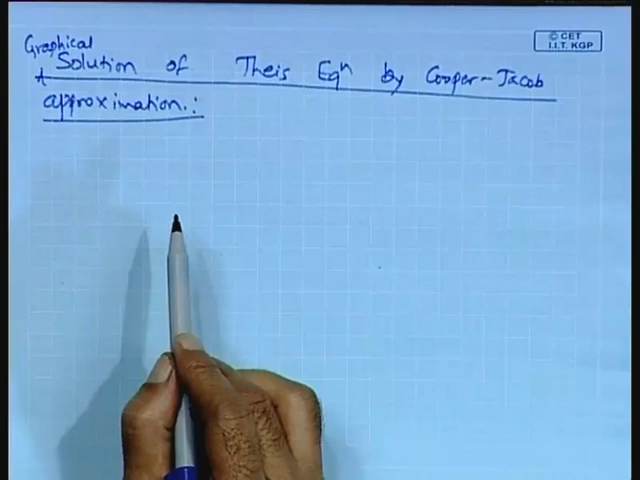 Graphical
Solution of Theis Eqn by Cooper-Jacob
approximation.:
© CET
I.I.T. KGP